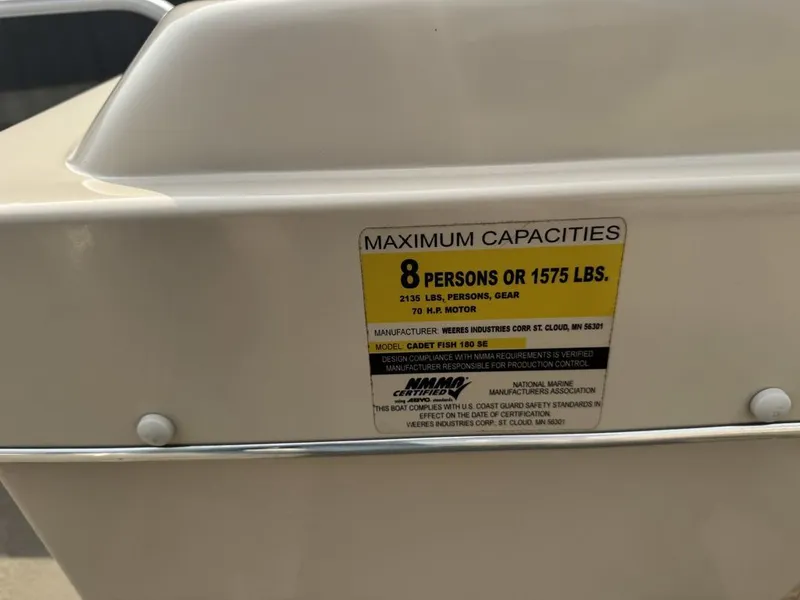 MAXIMUM CAPACITIES
8 PERSONS OR 1575 LBS.
2135 LBS, PERSONS, GEAR
70 H.P. MOTOR
MANUFACTURER: WEERES INDUSTRIES CORP. ST. CLOUD, MN 56301
MODEL: CADET FISH 180 SE
DESIGN COMPLIANCE WITH NMMA REQUIREMENTS IS VERIFIED
MANUFACTURER RESPONSIBLE FOR PRODUCTION CONTROL
NMMA
CERTIFIED
using ABYC standards
NATIONAL MARINE
MANUFACTURERS ASSOCIATION
THIS BOAT COMPLIES WITH U.S. COAST GUARD SAFETY STANDARDS IN
EFFECT ON THE DATE OF CERTIFICATION.
WEERES INDUSTRIES CORP., ST. CLOUD, MN 56301